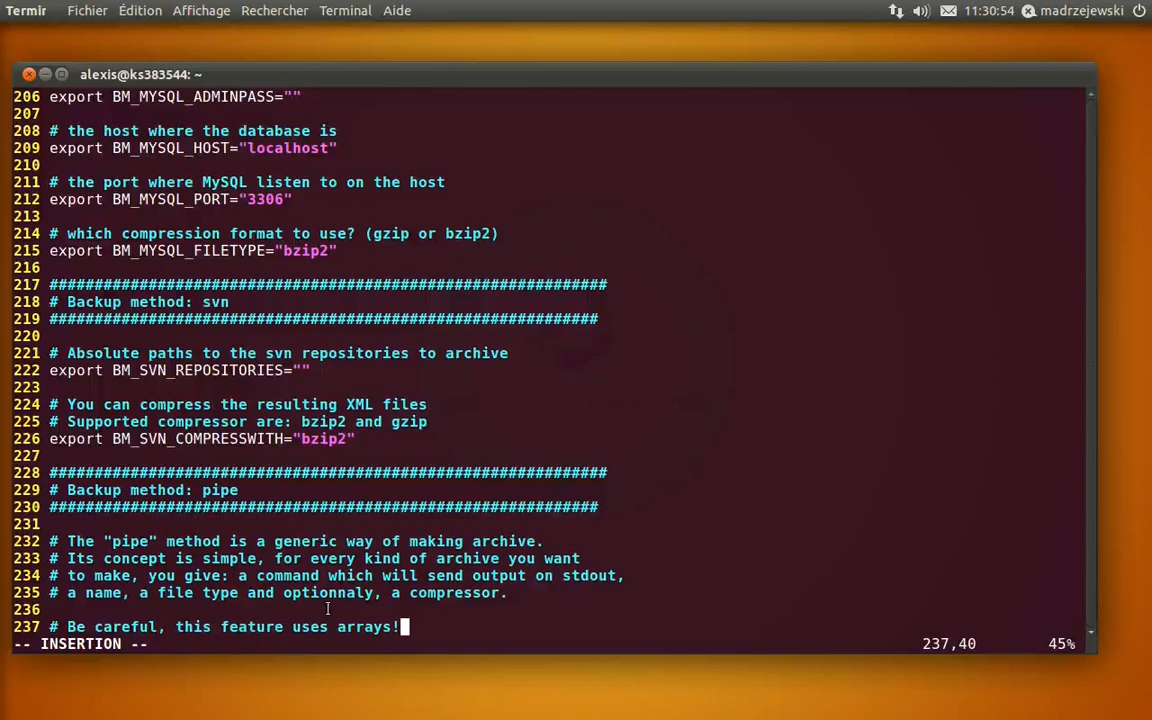 Termir Fichier Édition Affichage Rechercher Terminal Aide 11:30:54 madrzejewski
alexis@ks383544: ~
206 export BM_MYSQL_ADMINPASS=""
207
208 # the host where the database is
209 export BM_MYSQL_HOST="localhost"
210
211 # the port where MySQL listen to on the host
212 export BM_MYSQL_PORT="3306"
213
214 # which compression format to use? (gzip or bzip2)
215 export BM_MYSQL_FILETYPE="bzip2"
216
217 ##############################################################
218 # Backup method: svn
219 #############################################################
220
221 # Absolute paths to the svn repositories to archive
222 export BM_SVN_REPOSITORIES=""
223
224 # You can compress the resulting XML files
225 # Supported compressor are: bzip2 and gzip
226 export BM_SVN_COMPRESSWITH="bzip2"
227
228 ##############################################################
229 # Backup method: pipe
230 #############################################################
231
232 # The "pipe" method is a generic way of making archive.
233 # Its concept is simple, for every kind of archive you want
234 # to make, you give: a command which will send output on stdout,
235 # a name, a file type and optionnaly, a compressor.
236
237 # Be careful, this feature uses arrays!
-- INSERTION -- 237,40 45%